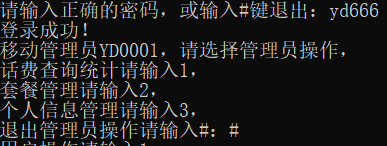 请输入正确的密码，或输入#键退出：yd666
登录成功！
移动管理员YD0001，请选择管理员操作，
话费查询统计请输入1，
套餐管理请输入2，
个人信息管理请输入3，
退出管理员操作请输入#：#